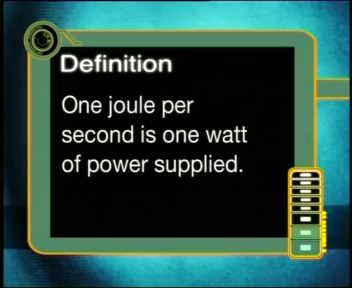 Definition
One joule per
second is one watt
of power supplied.